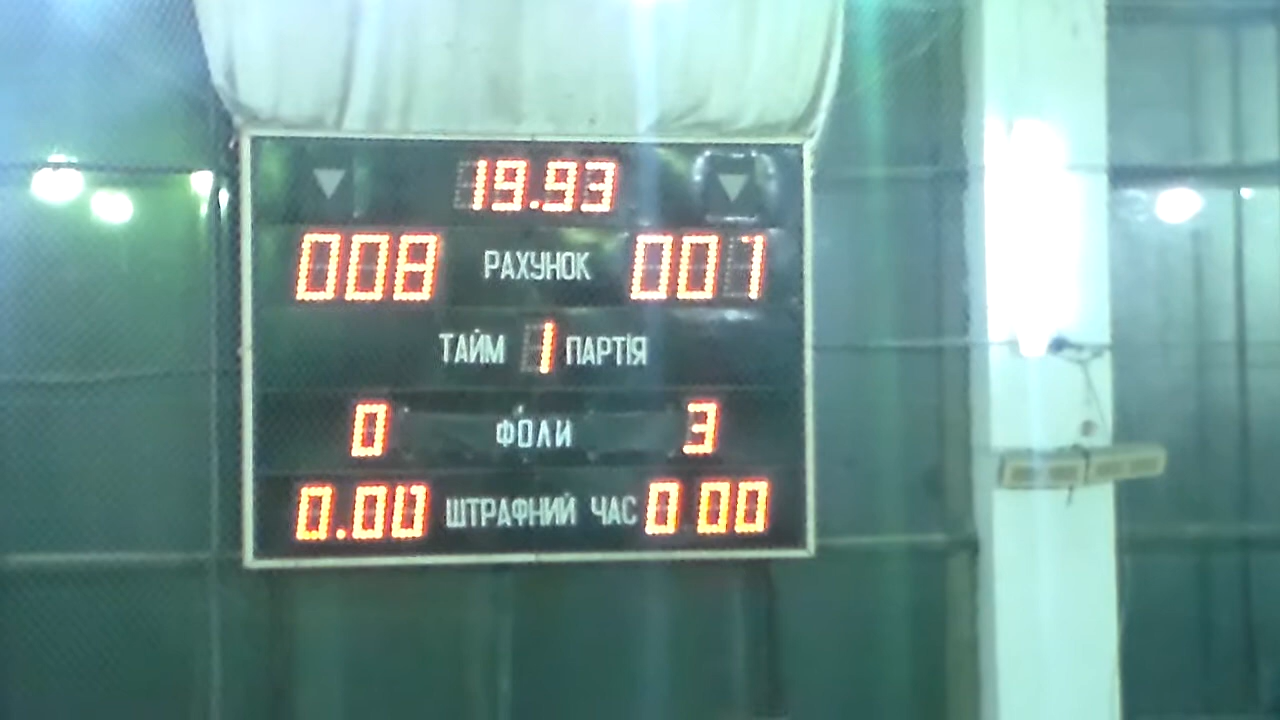 19.93
008 РАХУНОК 001
ТАЙМ 1 ПАРТІЯ
0 ФОЛИ 3
0.00 ШТРАФНИЙ ЧАС 0 00